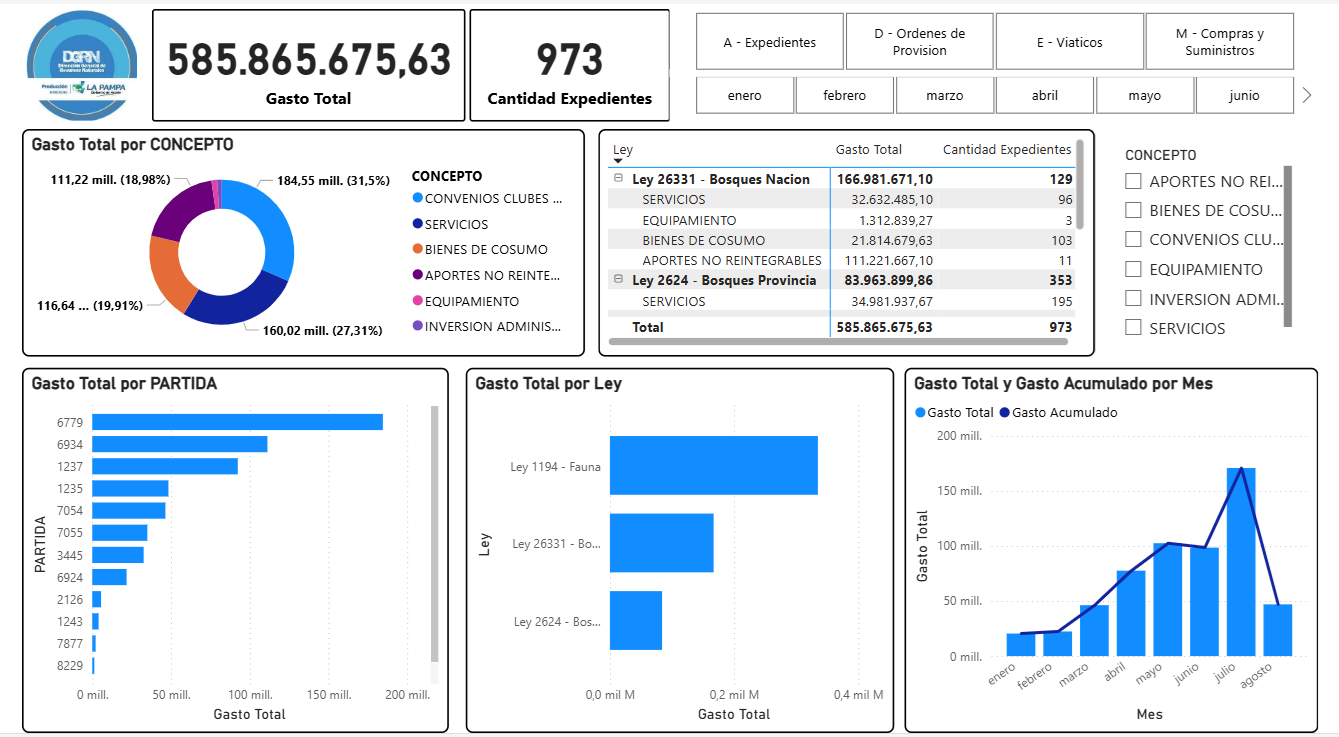 DGRN
Dirección General de
Recursos Naturales
Producción
LA PAMPA
585.865.675,63
Gasto Total
973
Cantidad Expedientes
A - Expedientes
D - Ordenes de
Provision
E - Viaticos
M - Compras y
Suministros
enero
febrero
marzo
abril
mayo
junio
Gasto Total por CONCEPTO
111,22 mill. (18,98%)
184,55 mill. (31,5%)
116,64 ... (19,91%)
160,02 mill. (27,31%)
CONCEPTO
CONVENIOS CLUBES ...
SERVICIOS
BIENES DE COSUMO
APORTES NO REINTE...
EQUIPAMIENTO
INVERSION ADMINIS...
Ley Gasto Total Cantidad Expedientes
Ley 26331 - Bosques Nacion 166.981.671,10 129
SERVICIOS 32.632.485,10 96
EQUIPAMIENTO 1.312.839,27 3
BIENES DE COSUMO 21.814.679,63 103
APORTES NO REINTEGRABLES 111.221.667,10 11
Ley 2624 - Bosques Provincia 83.963.899,86 353
SERVICIOS 34.981.937,67 195
Total 585.865.675,63 973
CONCEPTO
APORTES NO REI...
BIENES DE COSU...
CONVENIOS CLU...
EQUIPAMIENTO
INVERSION ADMI...
SERVICIOS
Gasto Total por PARTIDA
PARTIDA
6779
6934
1237
1235
7054
7055
3445
6924
2126
1243
7877
8229
0 mill. 50 mill. 100 mill. 150 mill. 200 mill.
Gasto Total
Gasto Total por Ley
Ley
Ley 1194 - Fauna
Ley 26331 - Bo...
Ley 2624 - Bos...
0,0 mil M 0,2 mil M 0,4 mil M
Gasto Total
Gasto Total y Gasto Acumulado por Mes
Gasto Total Gasto Acumulado
Gasto Total
200 mill.
150 mill.
100 mill.
50 mill.
0 mill.
enero febrero marzo abril mayo junio julio agosto
Mes